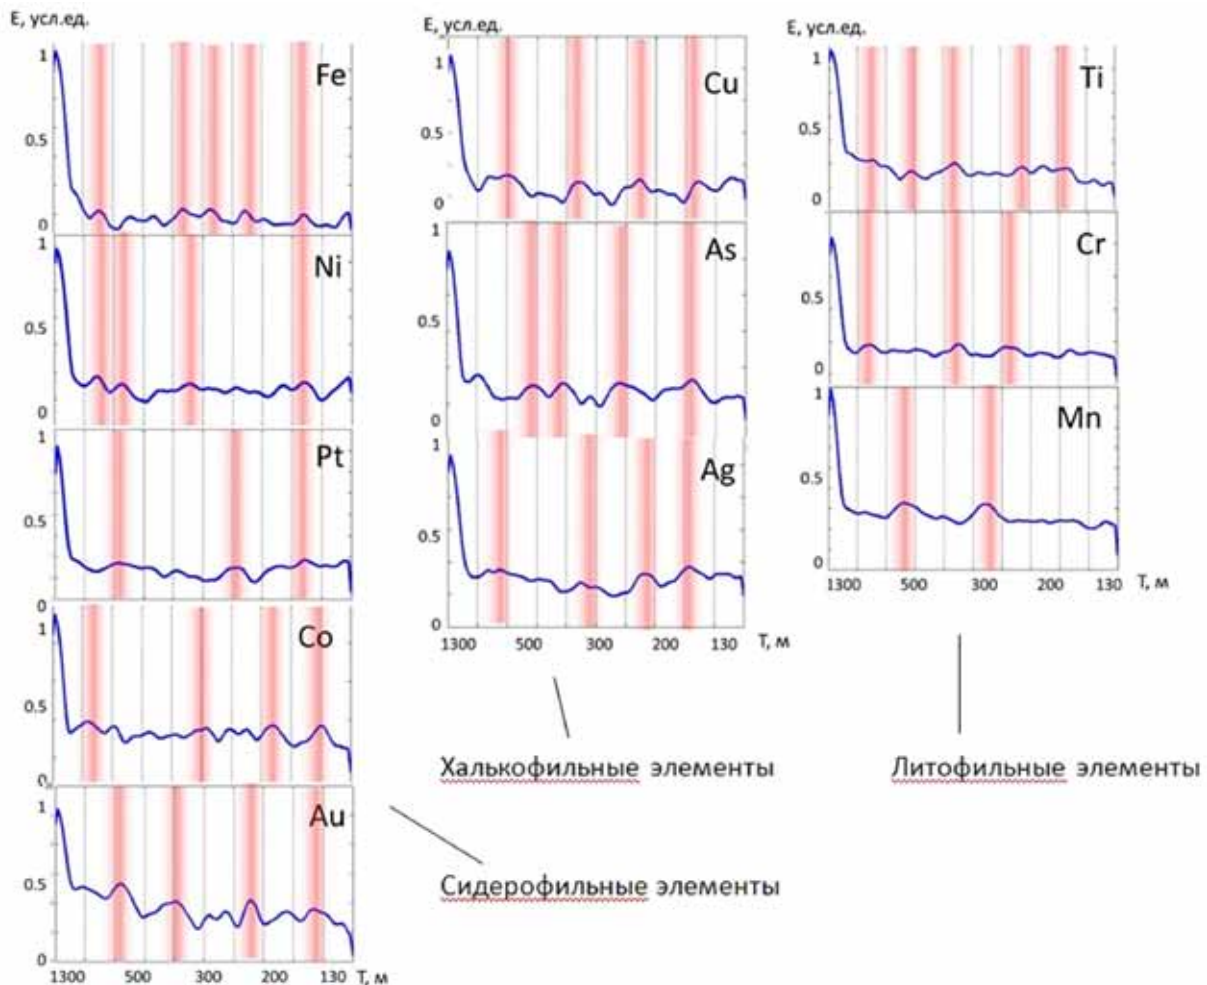 E, усл.ед.
1
0.5
0
Fe
1
0.5
0
Ni
1
0.5
0
Pt
1
0.5
0
Co
1
0.5
0
Au
1300 500 300 200 130 Т, м
E, усл.ед.
1
0.5
0
Cu
1
0.5
0
As
1
0.5
0
Ag
1300 500 300 200 130 Т, м
E, усл.ед.
1
0.5
0
Ti
0.5
0
Cr
1
0.5
0
Mn
1300 500 300 200 130 Т, м
Халькофильные элементы
Литофильные элементы
Сидерофильные элементы